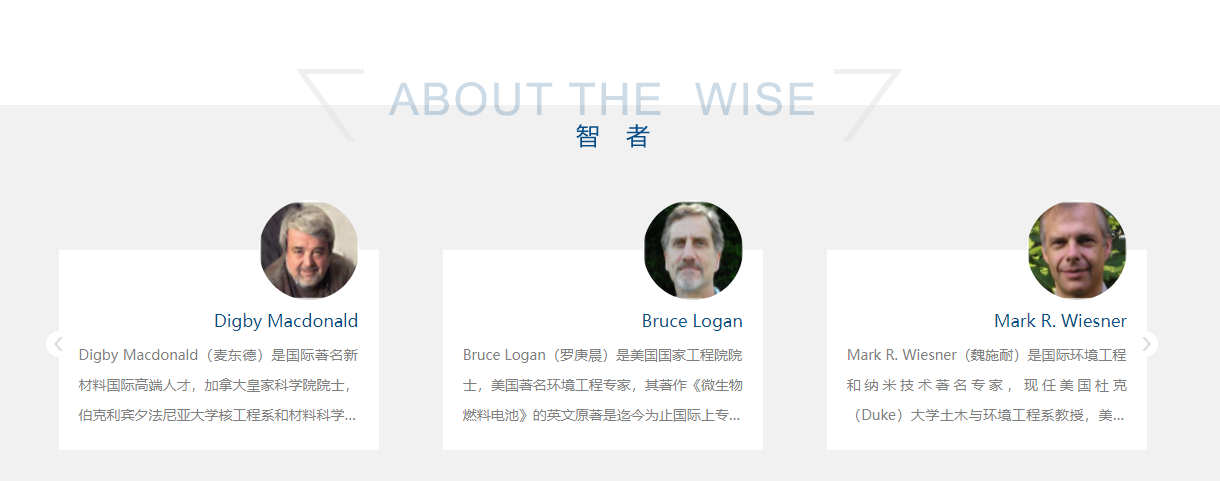 ABOUT THE WISE
智 者
Digby Macdonald
Digby Macdonald（麦东德）是国际著名新
材料国际高端人才，加拿大皇家科学院院士，
伯克利宾夕法尼亚大学核工程系和材料科学...
Bruce Logan
Bruce Logan（罗庚晨）是美国国家工程院院
士，美国著名环境工程专家，其著作《微生物
燃料电池》的英文原著是迄今为止国际上专...
Mark R. Wiesner
Mark R. Wiesner（魏施耐）是国际环境工程
和纳米技术著名专家，现任美国杜克
（Duke）大学土木与环境工程系教授，美...